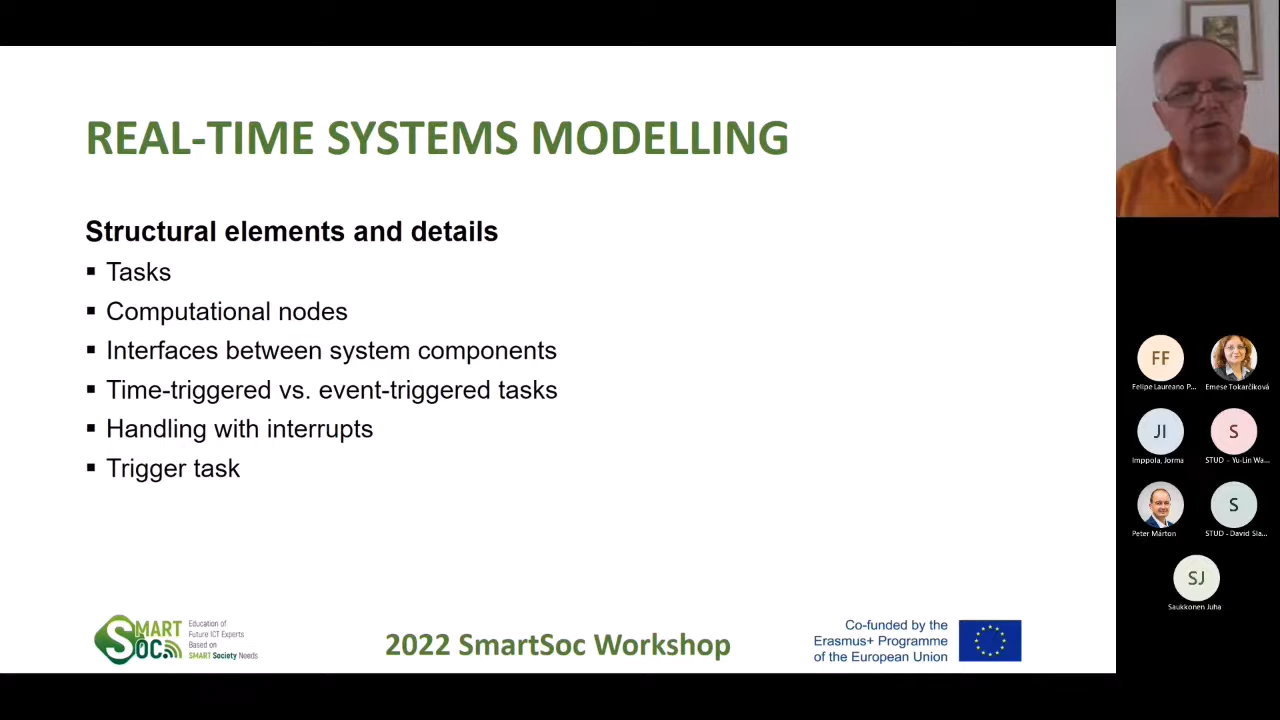 REAL-TIME SYSTEMS MODELLING
Structural elements and details
▪ Tasks
▪ Computational nodes
▪ Interfaces between system components
▪ Time-triggered vs. event-triggered tasks
▪ Handling with interrupts
▪ Trigger task
SMART
SOC
Education of
Future ICT Experts
Based on
SMART Society Needs
2022 SmartSoc Workshop
Co-funded by the
Erasmus+ Programme
of the European Union
FF
Felipe Laureano P...
Emese Tokarčíková
JI
Imppola, Jorma
S
STUD - Yu-Lin Wa...
Peter Márton
S
STUD - David Sla...
SJ
Saukkonen Juha